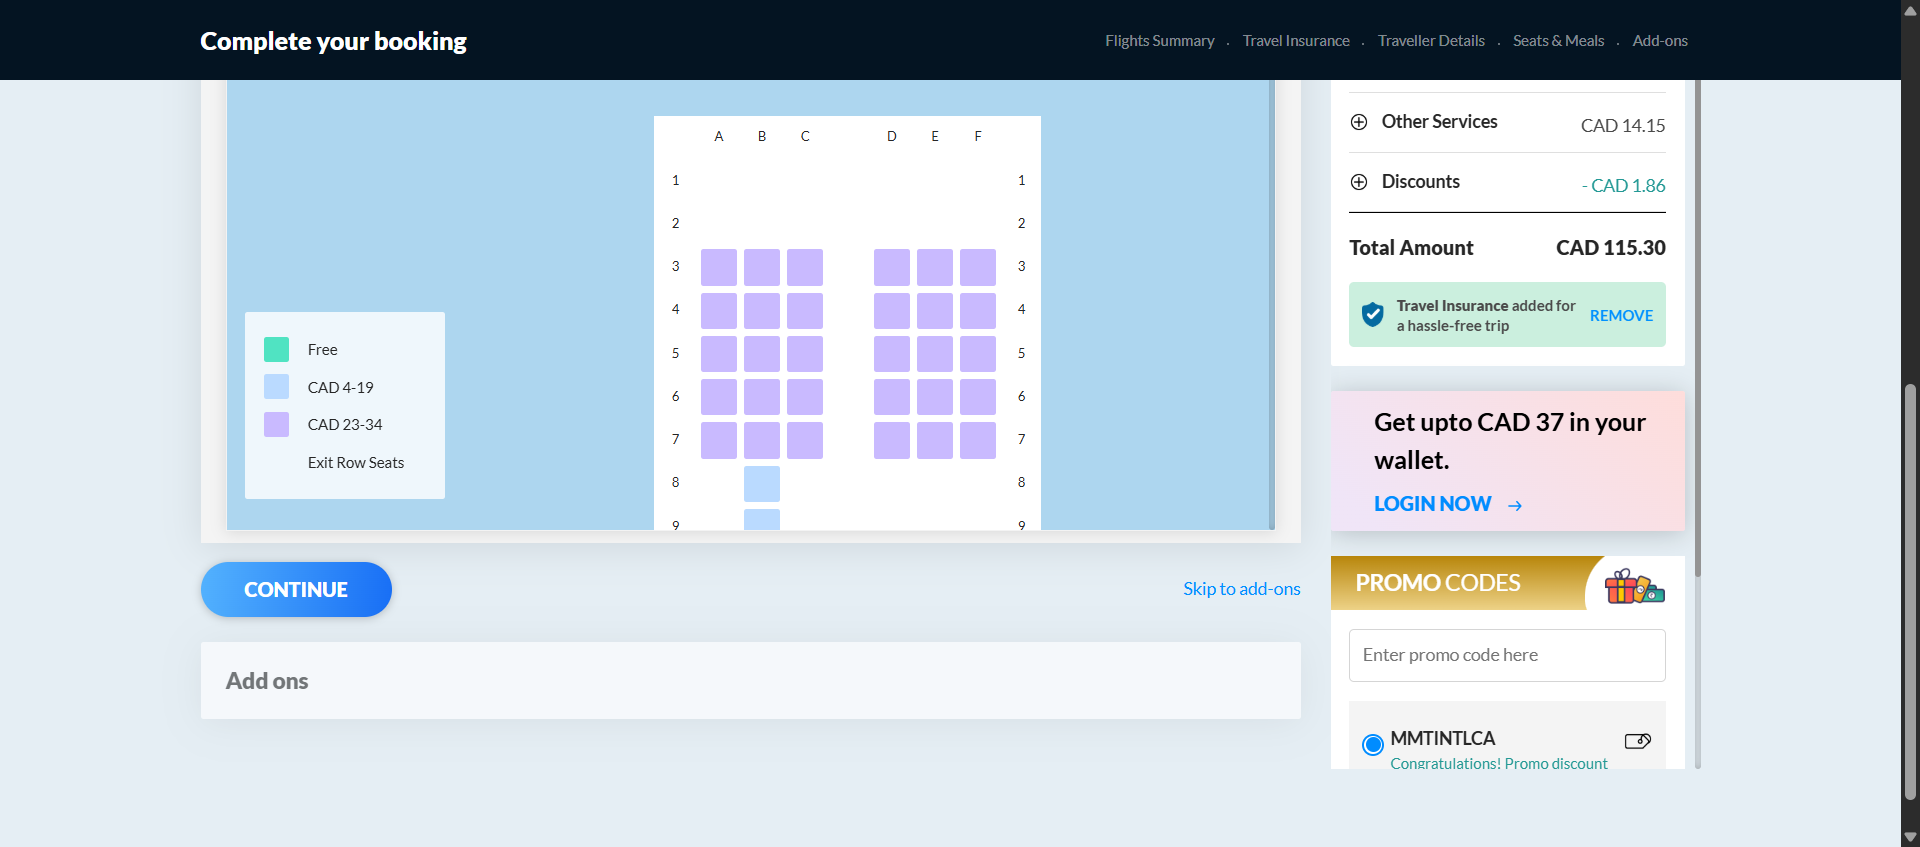 Complete your booking
Flights Summary . Travel Insurance . Traveller Details . Seats & Meals . Add-ons
A B C D E F
1 1
2 2
3 3
4 4
5 5
6 6
7 7
8 8
9 9
Free
CAD 4-19
CAD 23-34
Exit Row Seats
CONTINUE
Skip to add-ons
Add ons
Other Services CAD 14.15
Discounts - CAD 1.86
Total Amount CAD 115.30
Travel Insurance added for
a hassle-free trip
REMOVE
Get upto CAD 37 in your
wallet.
LOGIN NOW →
PROMO CODES
Enter promo code here
MMTINTLCA
Congratulations! Promo discount